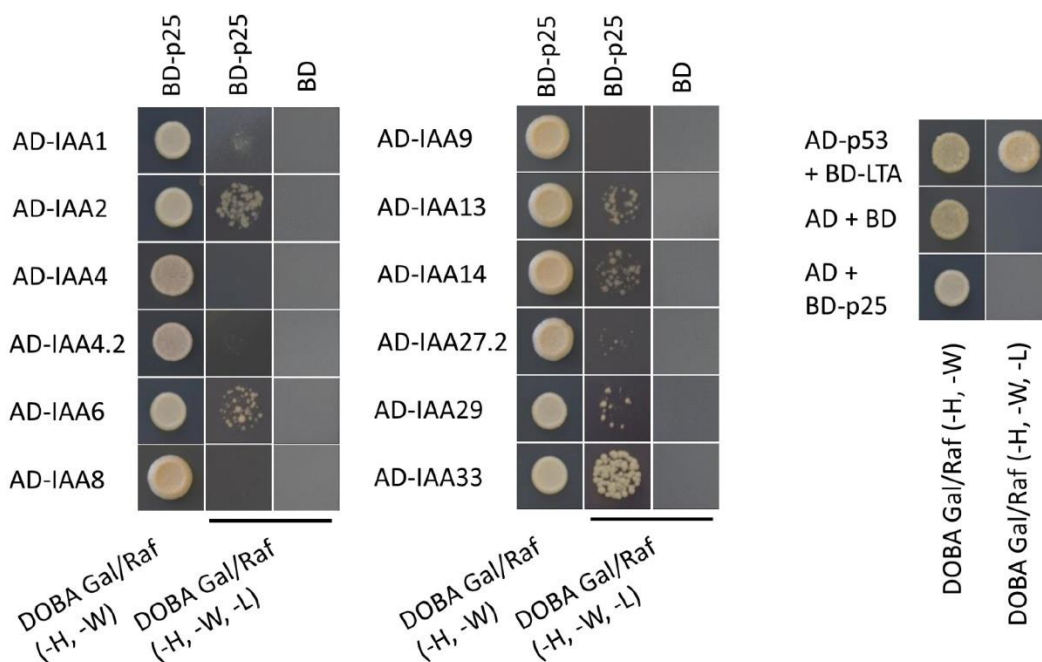 BD-p25
BD-p25
BD
AD-IAA1
AD-IAA2
AD-IAA4
AD-IAA4.2
AD-IAA6
AD-IAA8
DOBA Gal/Raf
(-H, -W)
DOBA Gal/Raf
(-H, -W, -L)
BD-p25
BD-p25
BD
AD-IAA9
AD-IAA13
AD-IAA14
AD-IAA27.2
AD-IAA29
AD-IAA33
DOBA Gal/Raf
(-H, -W)
DOBA Gal/Raf
(-H, -W, -L)
AD-p53
+ BD-LTA
AD + BD
AD +
BD-p25
DOBA Gal/Raf (-H, -W)
DOBA Gal/Raf (-H, -W, -L)